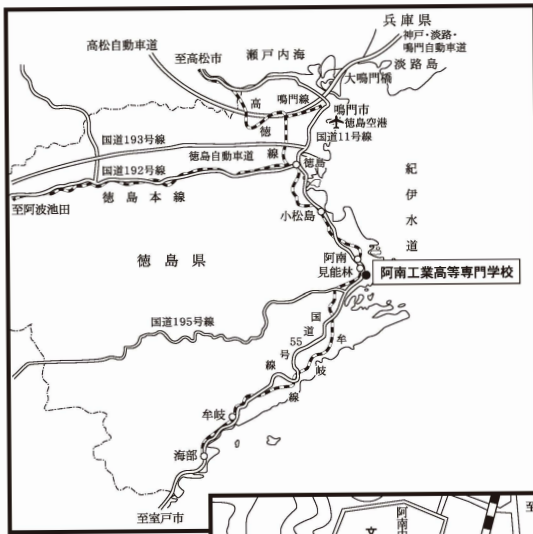 兵庫県
神戸・淡路・
鳴門自動車道
高松自動車道
瀬戸内海
淡路島
至高松市
大鳴門橋
高徳線
鳴門線
鳴門市
徳島空港
国道11号線
国道193号線
徳島自動車道
国道192号線
徳島
至阿波池田
徳島本線
小松島
紀伊水道
徳島県
阿南
見能林
阿南工業高等専門学校
国道195号線
国道55号線
牟岐線
牟岐
海部
至室戸市
文